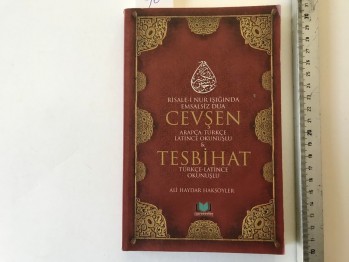 RİSALE-İ NUR IŞIĞINDA
EMSALSİZ DUA
CEVŞEN
ARAPÇA-TÜRKÇE
LATİNCE OKUNUŞLU
&
TESBİHAT
TÜRKÇE-LATİNCE
OKUNUŞLU
ALİ HAYDAR HAKSÖYLER